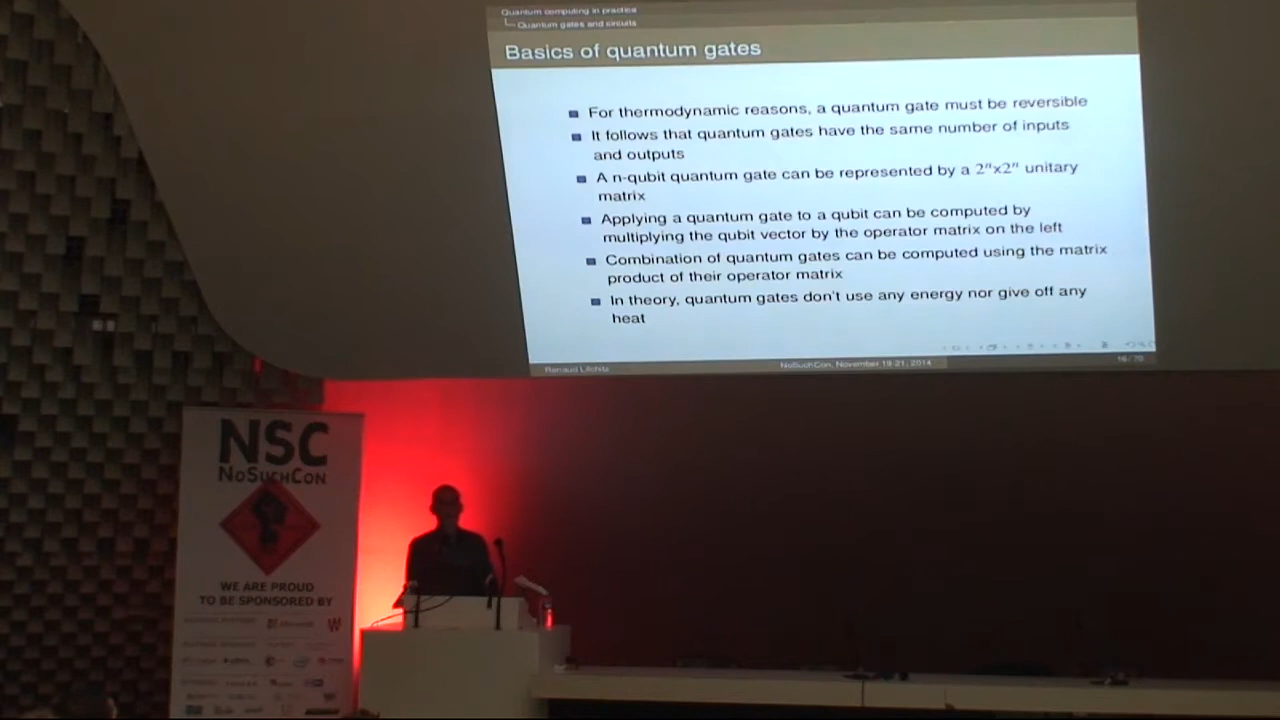 Quantum computing in practice
Quantum gates and circuits
Basics of quantum gates
For thermodynamic reasons, a quantum gate must be reversible
It follows that quantum gates have the same number of inputs
and outputs
A n-qubit quantum gate can be represented by a 2ⁿx2ⁿ unitary
matrix
Applying a quantum gate to a qubit can be computed by
multiplying the qubit vector by the operator matrix on the left
Combination of quantum gates can be computed using the matrix
product of their operator matrix
In theory, quantum gates don't use any energy nor give off any
heat
Renaud Lifchitz
NoSuchCon, November 19-21, 2014
16 / 70
NSC
NoSuchCon
WE ARE PROUD
TO BE SPONSORED BY
Microsoft